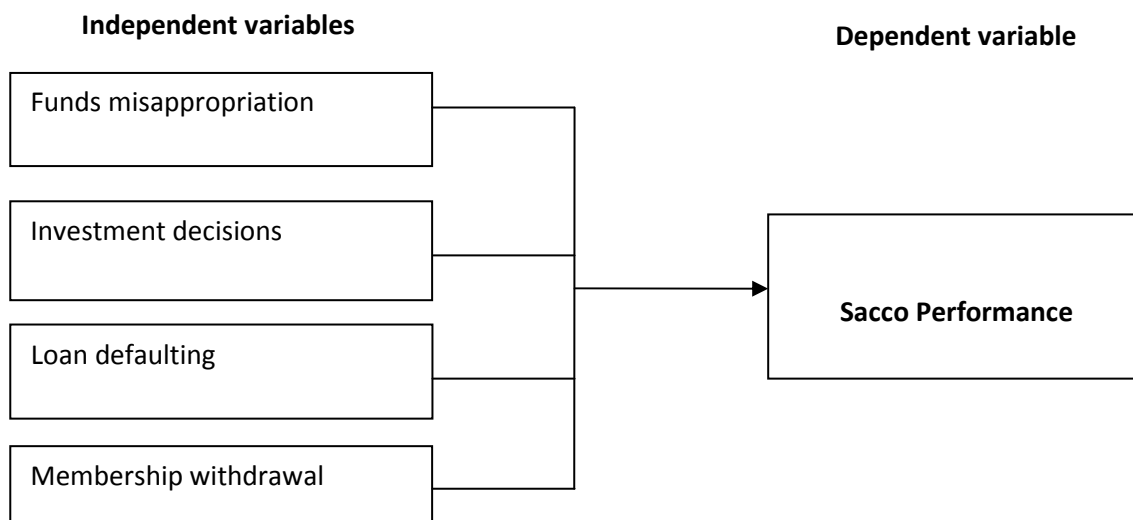 Independent variables
Dependent variable
Funds misappropriation
Investment decisions
Loan defaulting
Membership withdrawal
Sacco Performance